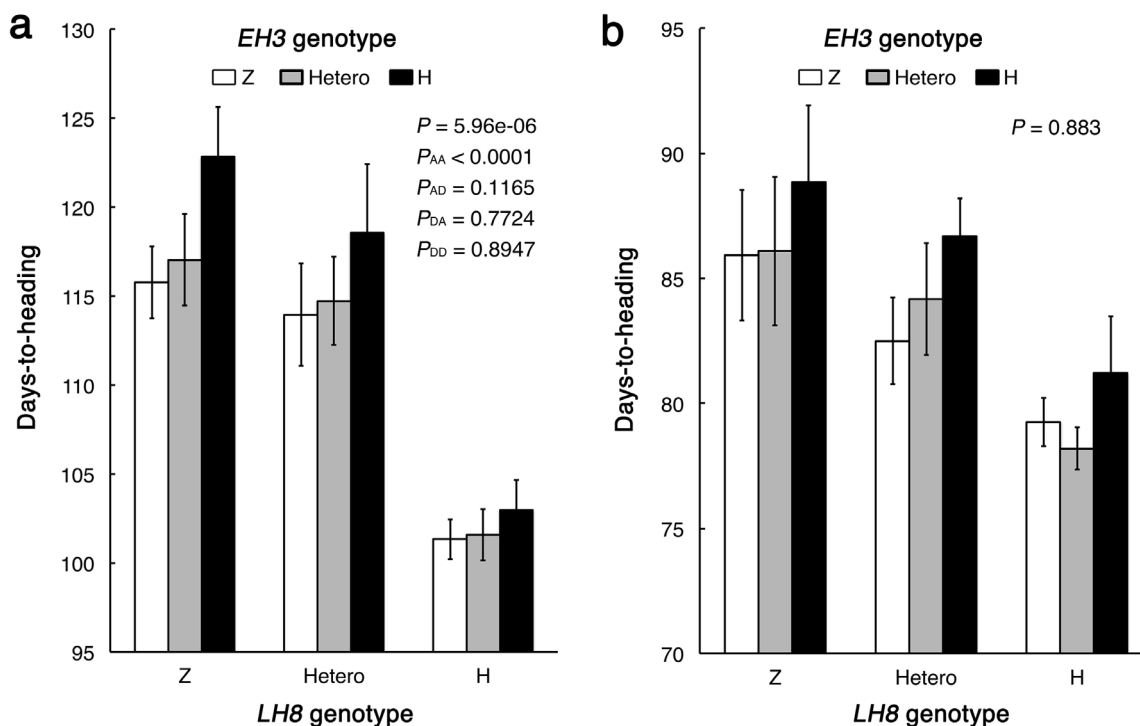 a
EH3 genotype
Z Hetero H
P = 5.96e-06
PAA < 0.0001
PAD = 0.1165
PDA = 0.7724
PDD = 0.8947
130
125
120
115
110
105
100
95
Days-to-heading
Z Hetero H
LH8 genotype
b
EH3 genotype
Z Hetero H
P = 0.883
95
90
85
80
75
70
Days-to-heading
Z Hetero H
LH8 genotype